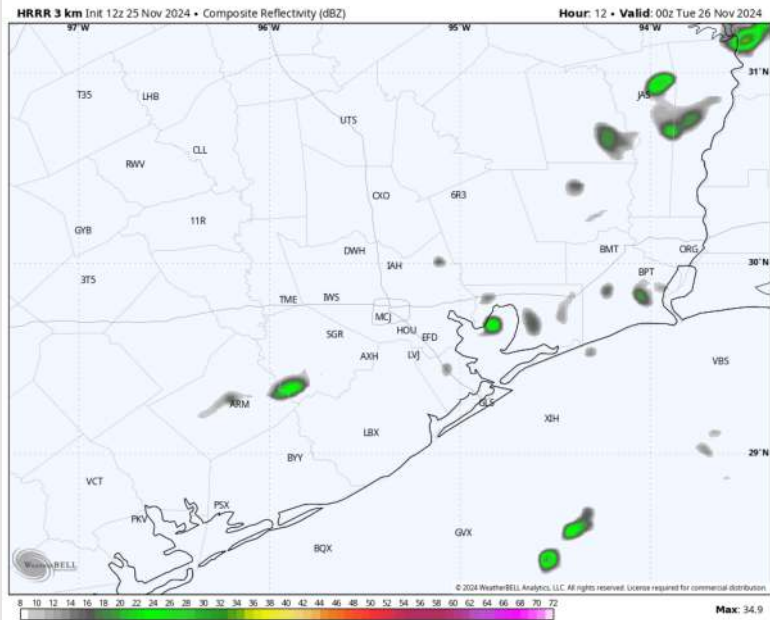 HRRR 3 km Init 12z 25 Nov 2024 • Composite Reflectivity (dBZ)
Hour: 12 • Valid: 00z Tue 26 Nov 2024
97°W 96°W 95°W 94°W
31°N
T35 LHB JAS
UTS
CLL
RWV
CXO 6R3
11R
GYB
DWH BMT ORG
IAH 30°N
3T5 BPT
TME IWS
MCJ
SGR HOU EFD
AXH LVJ VBS
ARM GLS
XIH
LBX
BYY 29°N
VCT
PSX
PKV
BQX GVX
WeatherBELL
© 2024 WeatherBELL Analytics, LLC. All rights reserved. License required for commercial distribution.
8 10 12 14 16 18 20 22 24 26 28 30 32 34 36 38 40 42 44 46 48 50 52 54 56 58 60 62 64 66 68 70 72
Max: 34.9